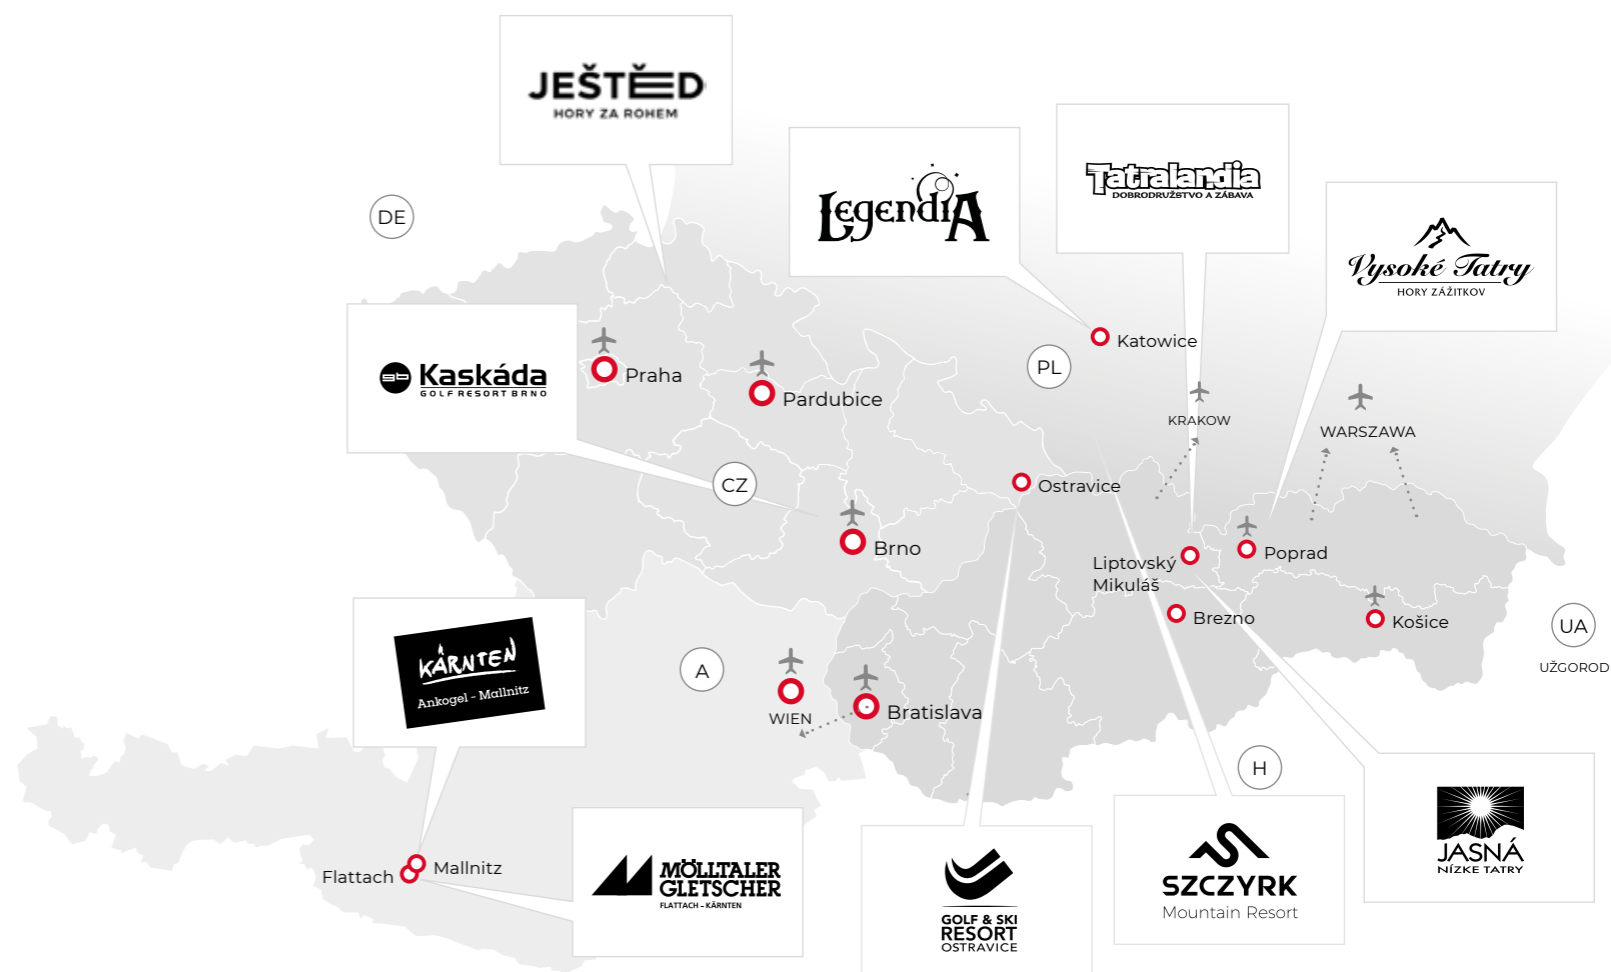 JEŠTĚD
HORY ZA ROHEM
Legendia
Tatralandia
DOBRODRUŽSTVO A ZÁBAVA
Vysoké Tatry
HORY ZÁŽITKOV
DE
gb Kaskáda
GOLF RESORT BRNO
Praha
Pardubice
Katowice
PL
KRAKOW
WARSZAWA
CZ
Ostravice
Brno
Liptovský
Mikuláš
Poprad
Brezno
Košice
UA
UŽGOROD
KÄRNTEN
Ankogel - Mallnitz
A
WIEN
Bratislava
H
Flattach
Mallnitz
MÖLLTALER
GLETSCHER
FLATTACH – KÄRNTEN
GOLF & SKI
RESORT
OSTRAVICE
SZCZYRK
Mountain Resort
JASNÁ
NÍZKE TATRY